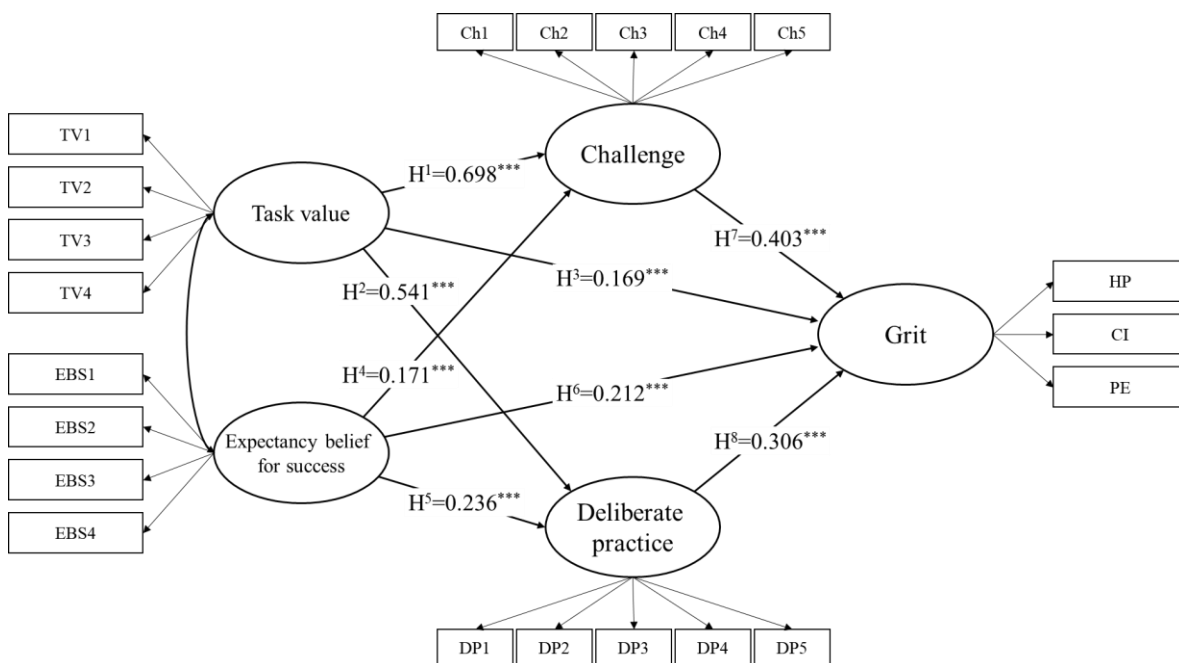 Ch1
Ch2
Ch3
Ch4
Ch5
TV1
TV2
TV3
TV4
Task value
Challenge
H¹=0.698***
H²=0.541***
H³=0.169***
H⁷=0.403***
Grit
HP
CI
PE
EBS1
EBS2
EBS3
EBS4
Expectancy belief
for success
H⁴=0.171***
H⁶=0.212***
H⁵=0.236***
H⁸=0.306***
Deliberate
practice
DP1
DP2
DP3
DP4
DP5